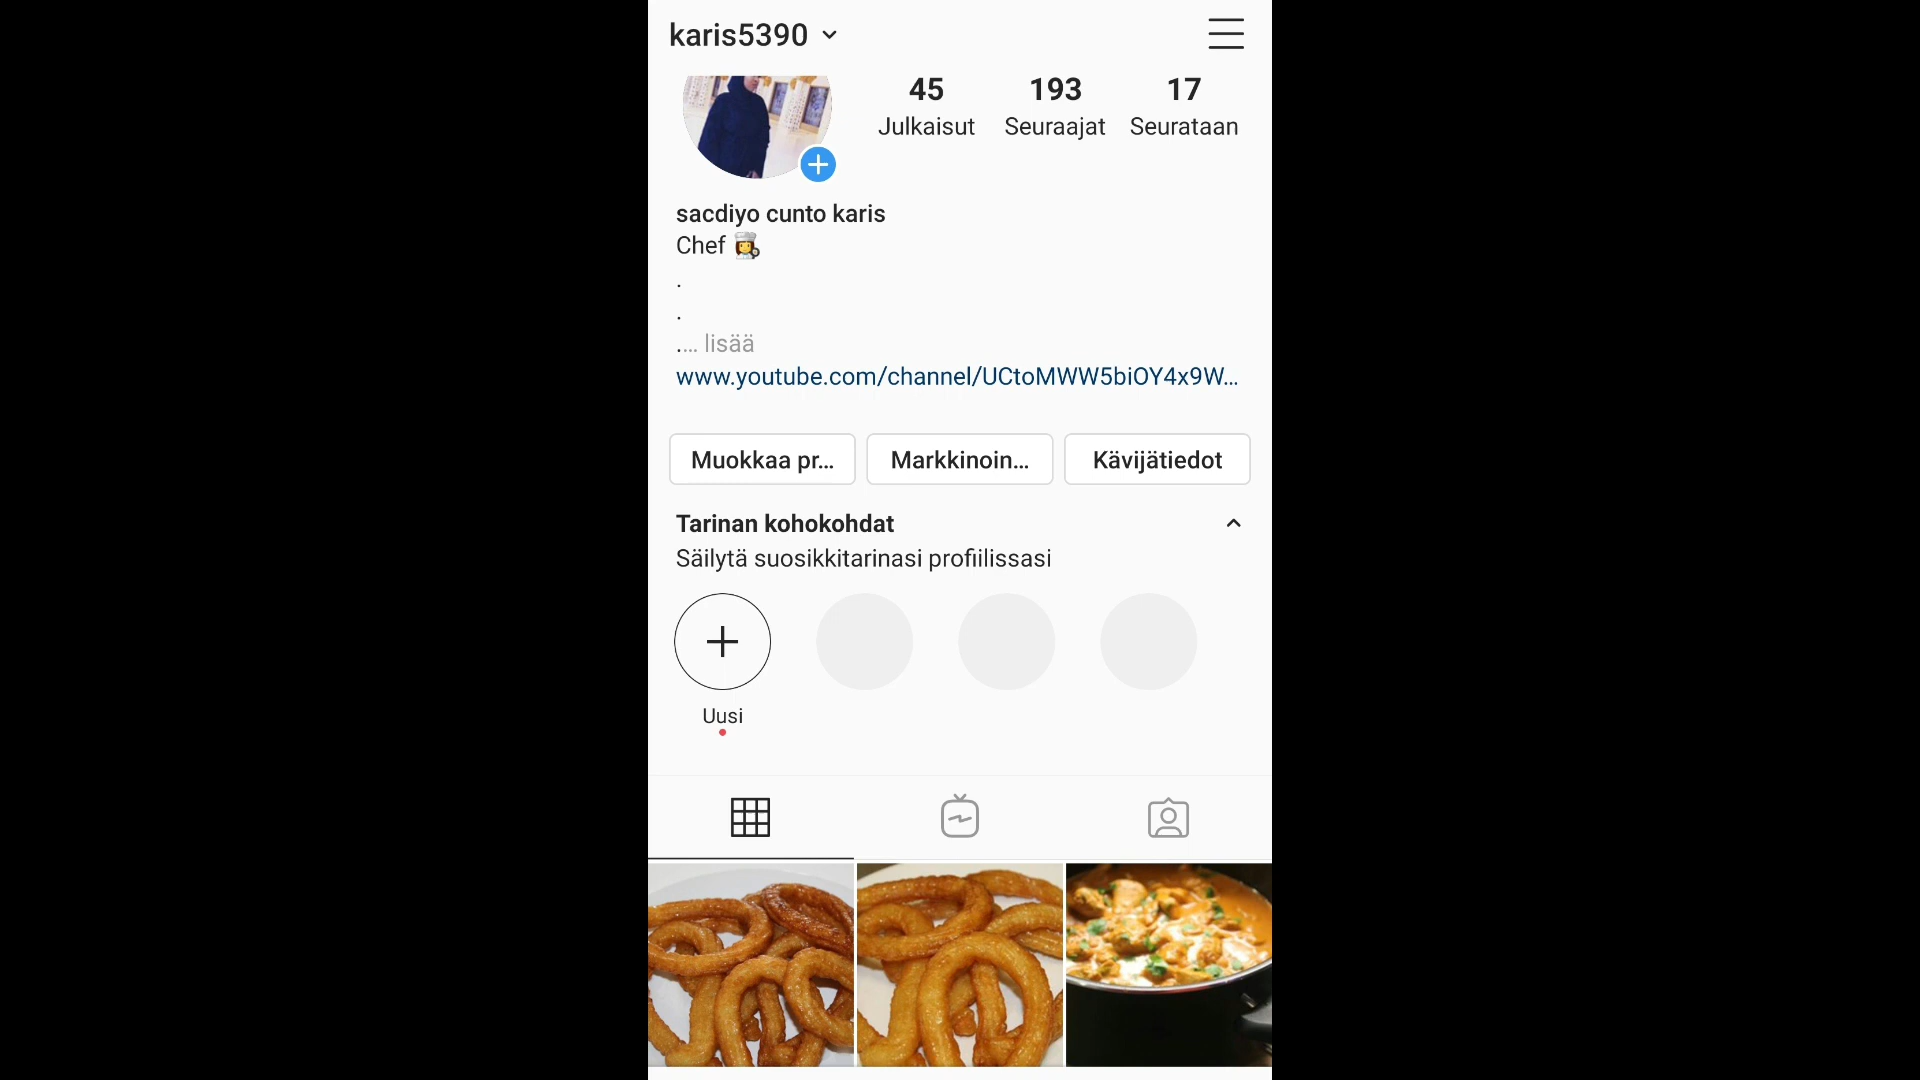 karis5390
45 193 17
Julkaisut Seuraajat Seurataan
sacdiyo cunto karis
Chef 👩‍🍳
.
.
.... lisää
www.youtube.com/channel/UCtoMWW5biOY4x9W...
Muokkaa pr... Markkinoin... Kävijätiedot
Tarinan kohokohdat
Säilytä suosikkitarinasi profiilissasi
Uusi